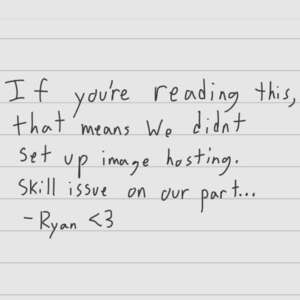 If you're reading this,
that means we didnt
set up image hosting.
Skill issue on our part...
- Ryan <3